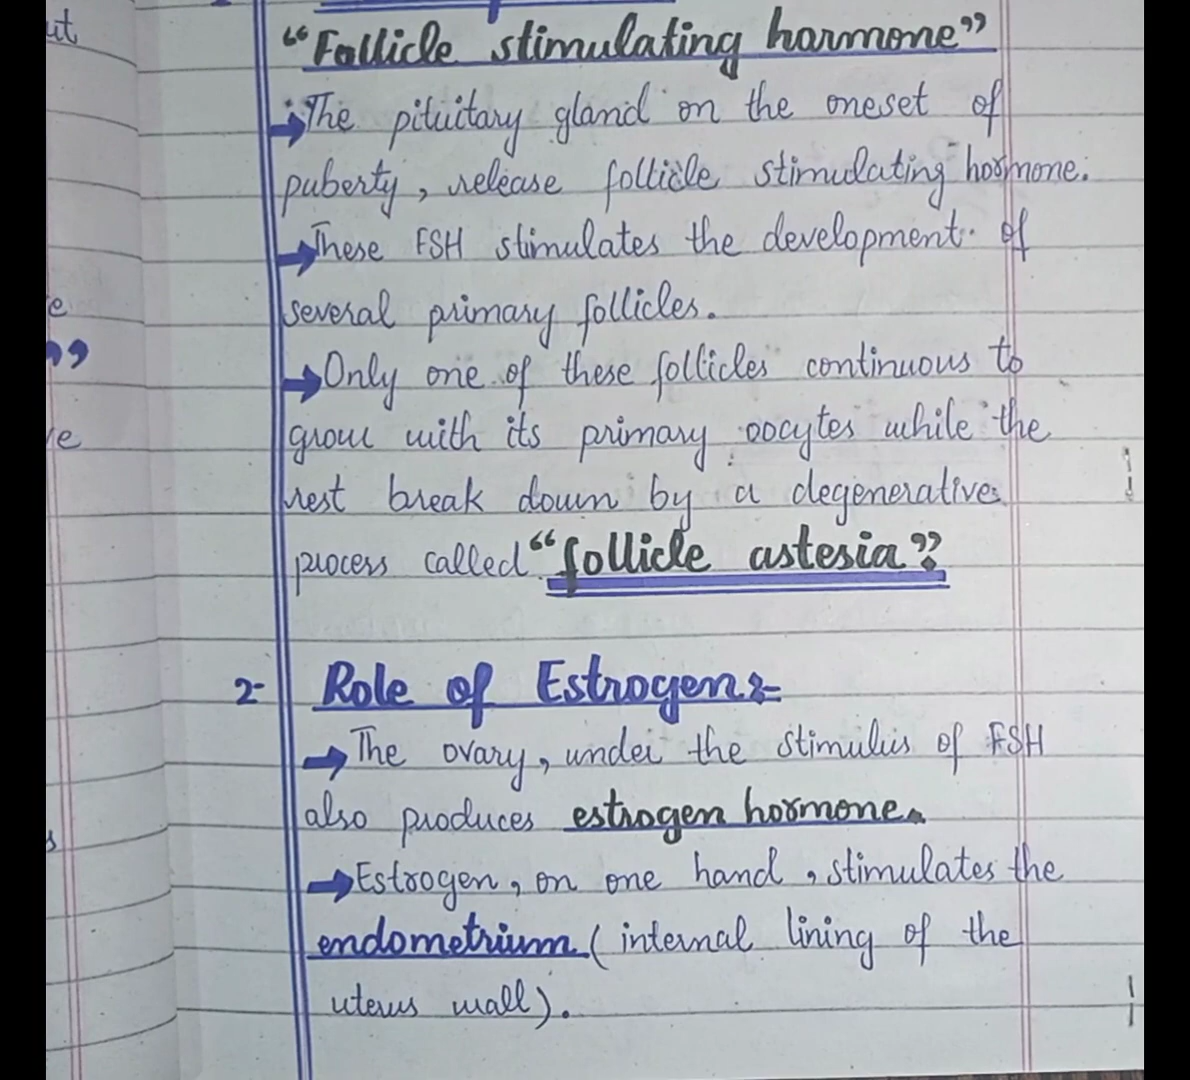 ut
"Follicle stimulating hormone"
The pituitary gland on the oneset of
puberty, release follicle stimulating hormone.
These FSH stimulates the development of
several primary follicles.
e
"
Only one of these follicles continuous to
grow with its primary oocytes while the
e
rest break down by a degenerative
process called "follicle astesia".
2- Role of Estrogen:-
The ovary, under the stimulus of FSH
also produces estrogen hormone.
s
Estrogen, on one hand, stimulates the
endometrium (internal lining of the
uterus wall).